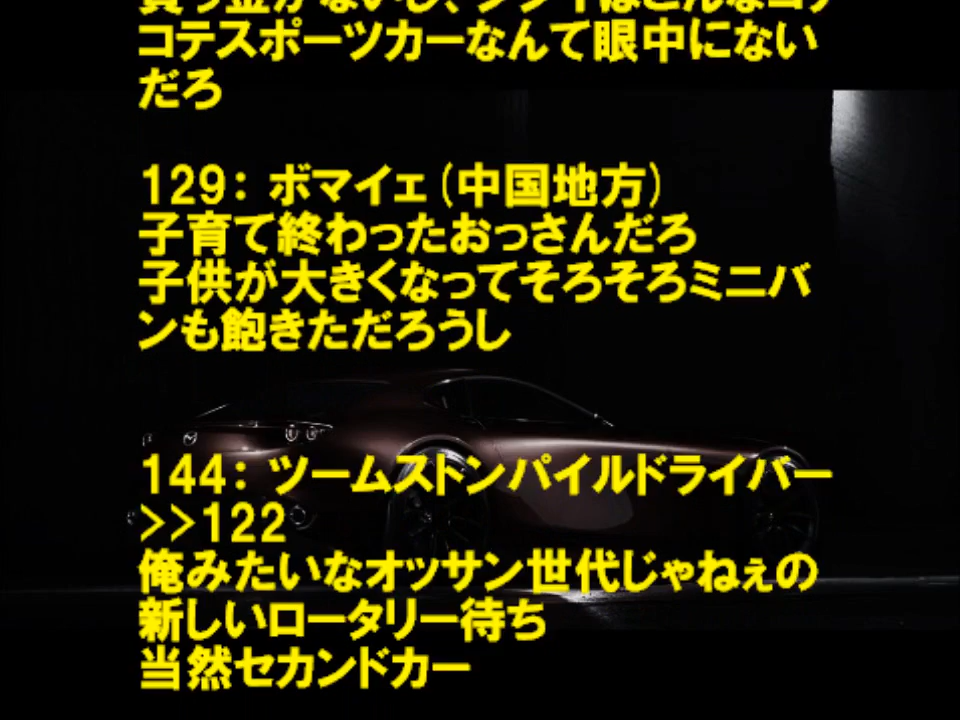 コテスポーツカーなんて眼中にない
だろ
129: ボマイェ(中国地方)
子育て終わったおっさんだろ
子供が大きくなってそろそろミニバ
ンも飽きただろうし
144: ツームストンパイルドライバー
>>122
俺みたいなオッサン世代じゃねぇの
新しいロータリー待ち
当然セカンドカー